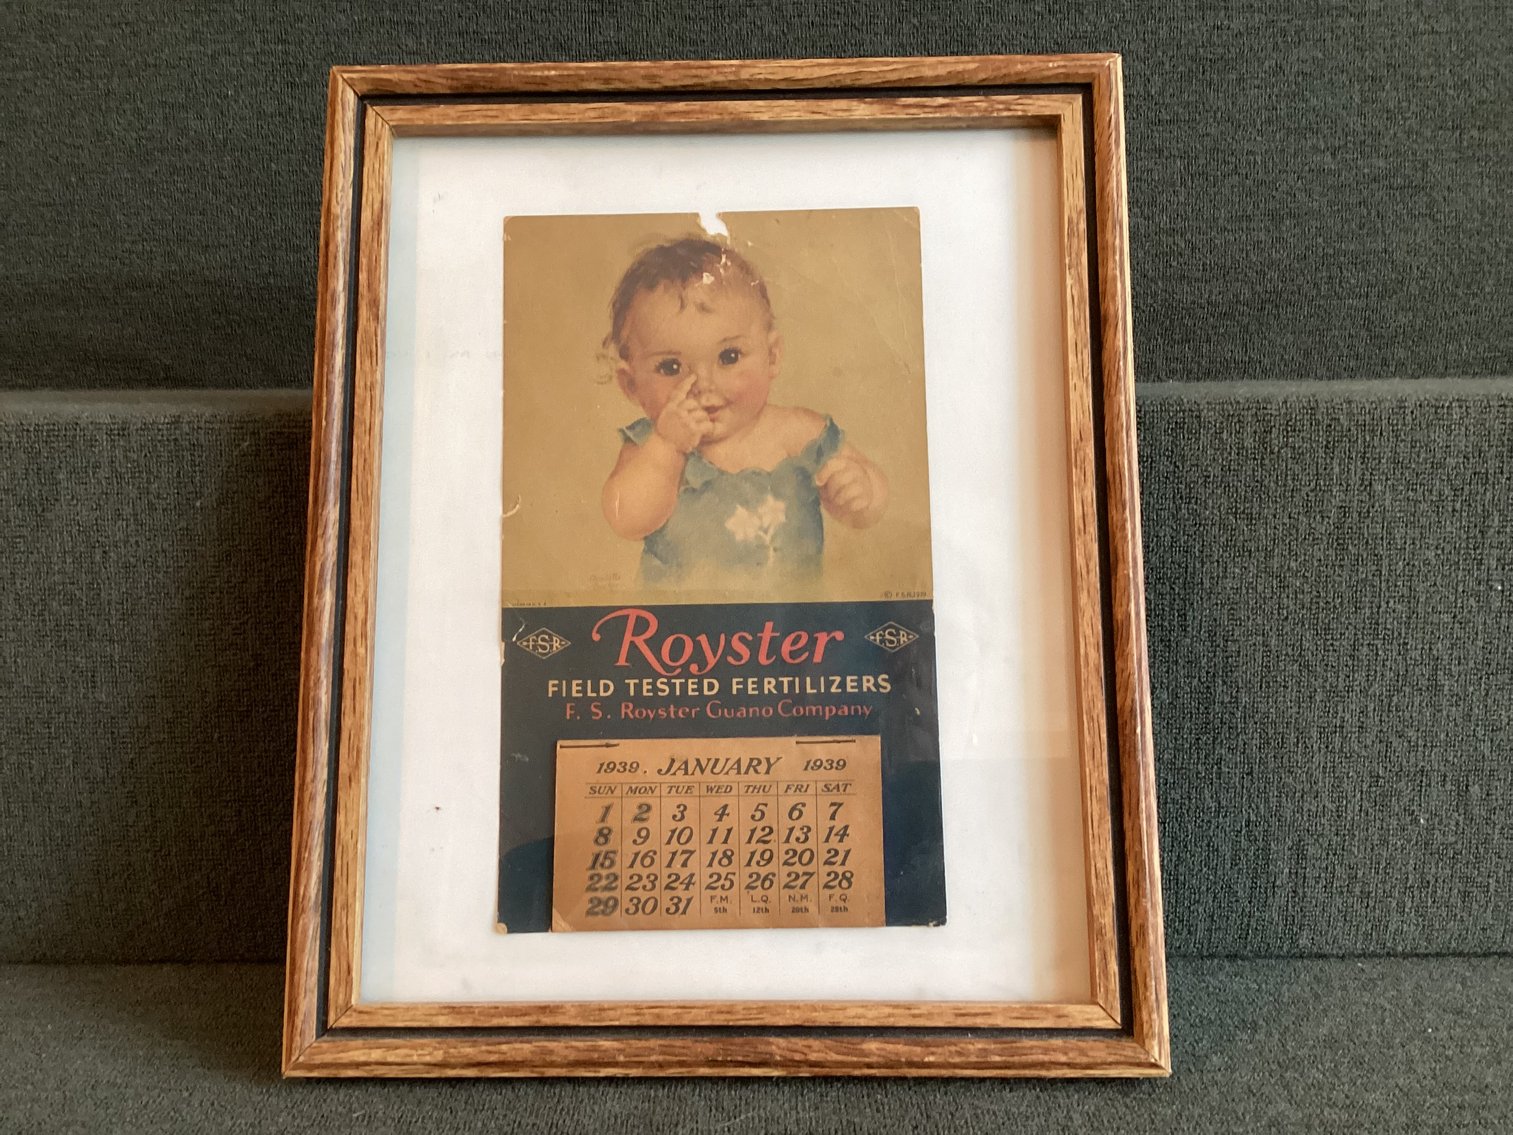 F.S.R. F.S.R.
Royster
FIELD TESTED FERTILIZERS
F. S. Royster Guano Company
1939. JANUARY 1939
SUN MON TUE WED THU FRI SAT
1 2 3 4 5 6 7
8 9 10 11 12 13 14
15 16 17 18 19 20 21
22 23 24 25 26 27 28
29 30 31 F.M. 5th L.Q. 12th N.M. 20th F.Q. 28th